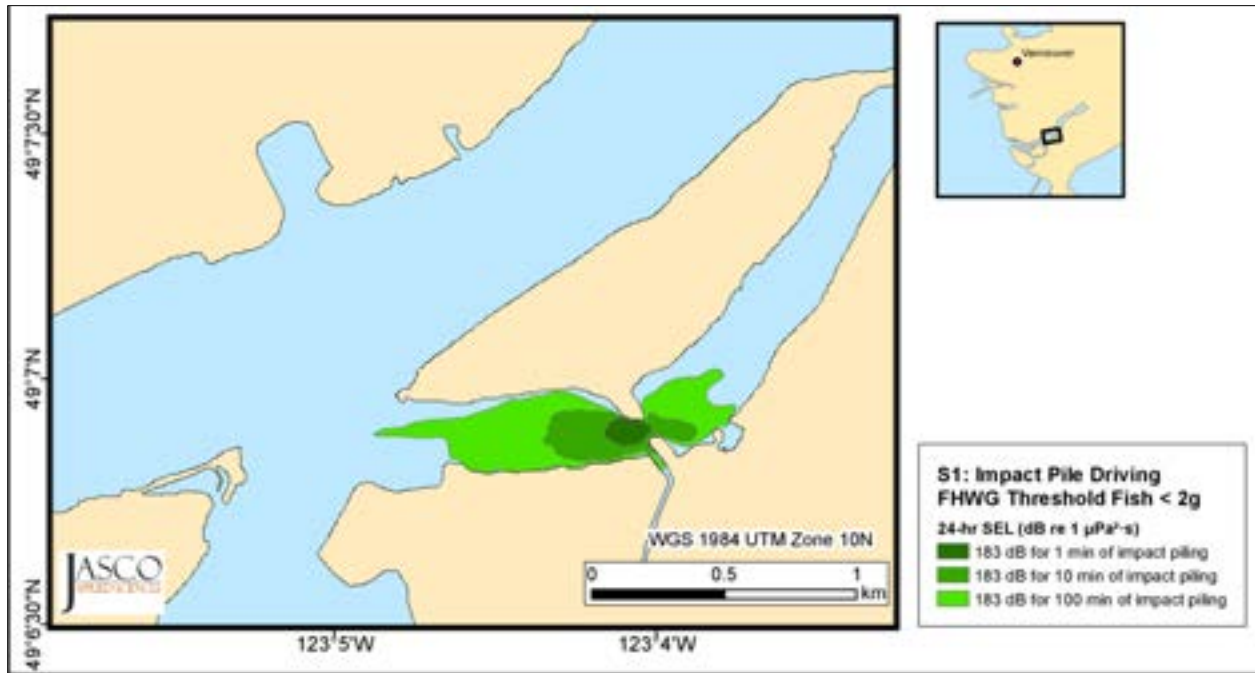 Vancouver
49°7'30"N
49°7'N
49°6'30"N
123°5'W
123°4'W
WGS 1984 UTM Zone 10N
0 0.5 1
km
JASCO
APPLIED SCIENCES
S1: Impact Pile Driving
FHWG Threshold Fish < 2g
24-hr SEL (dB re 1 µPa²·s)
183 dB for 1 min of impact piling
183 dB for 10 min of impact piling
183 dB for 100 min of impact piling